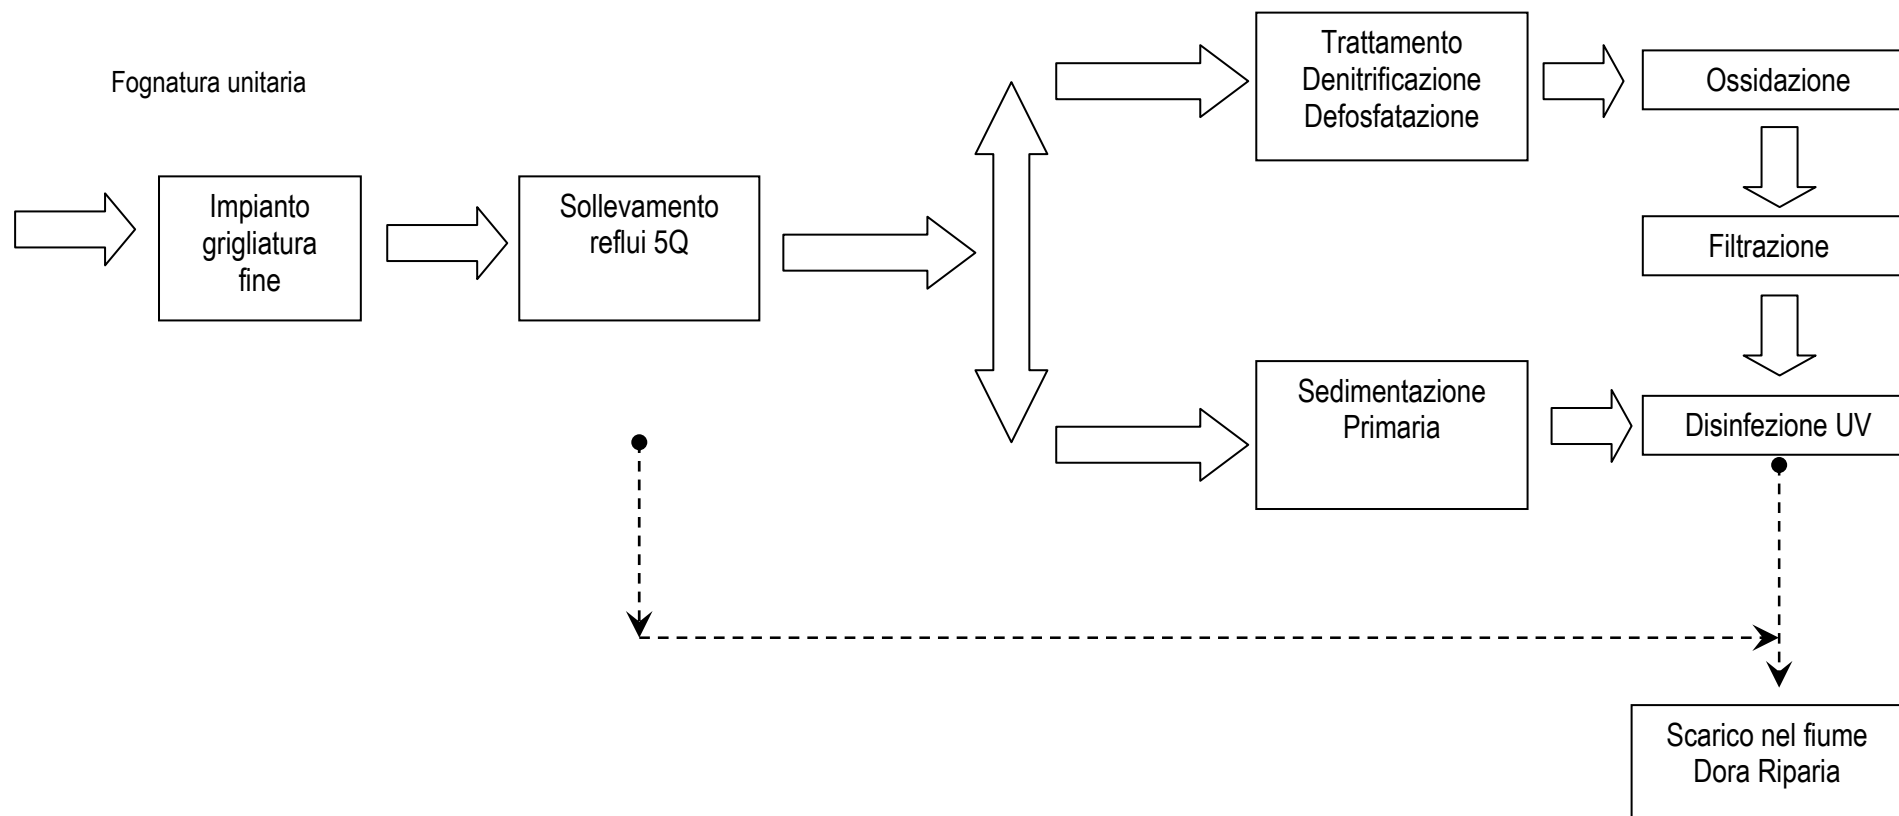 Fognatura unitaria
Impianto
grigliatura
fine
Sollevamento
reflui 5Q
Trattamento
Denitrificazione
Defosfatazione
Ossidazione
Filtrazione
Sedimentazione
Primaria
Disinfezione UV
Scarico nel fiume
Dora Riparia